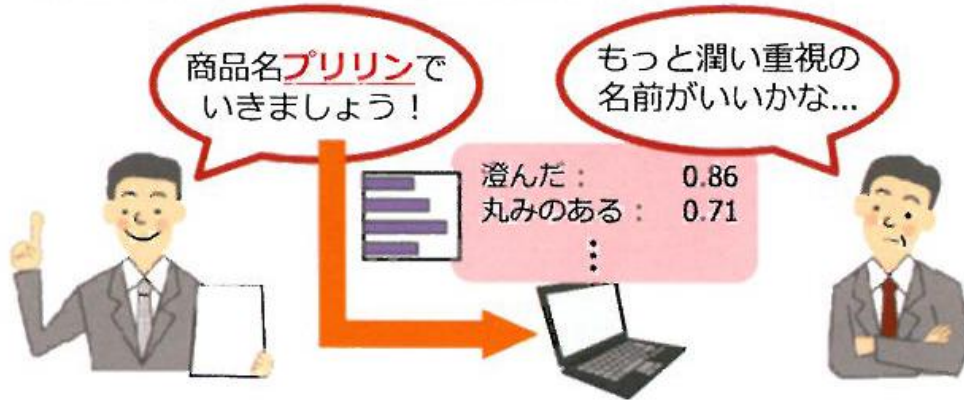 商品名プリリンで
いきましょう！
もっと潤い重視の
名前がいいかな...
澄んだ： 0.86
丸みのある： 0.71
⋮